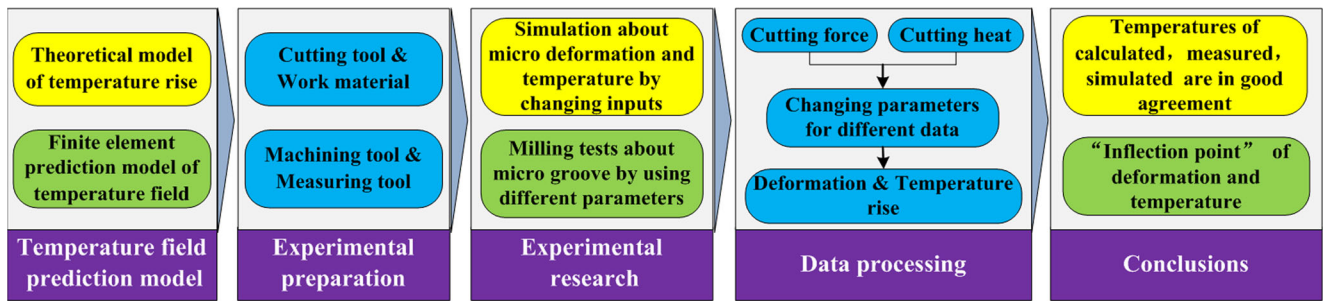 Theoretical model
of temperature rise
Finite element
prediction model of
temperature field
Temperature field
prediction model
Cutting tool &
Work material
Machining tool &
Measuring tool
Experimental
preparation
Simulation about
micro deformation and
temperature by
changing inputs
Milling tests about
micro groove by using
different parameters
Experimental
research
Cutting force
Cutting heat
Changing parameters
for different data
Deformation & Temperature
rise
Data processing
Temperatures of
calculated，measured，
simulated are in good
agreement
“Inflection point” of
deformation and
temperature
Conclusions